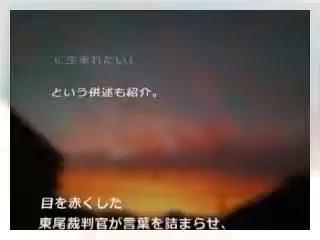 に生まれたい」
という供述も紹介。
目を赤くした
東尾裁判官が言葉を詰まらせ、